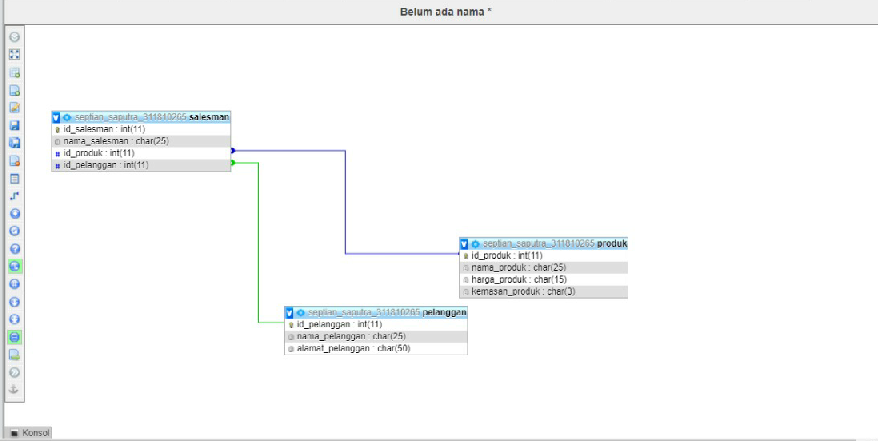 Belum ada nama *
septian_saputra_311810265 salesman
id_salesman : int(11)
nama_salesman : char(25)
id_produk : int(11)
id_pelanggan : int(11)
septian_saputra_311810265 produk
id_produk : int(11)
nama_produk : char(25)
harga_produk : char(15)
kemasan_produk : char(3)
septian_saputra_311810265 pelanggan
id_pelanggan : int(11)
nama_pelanggan : char(25)
alamat_pelanggan : char(50)
Konsol